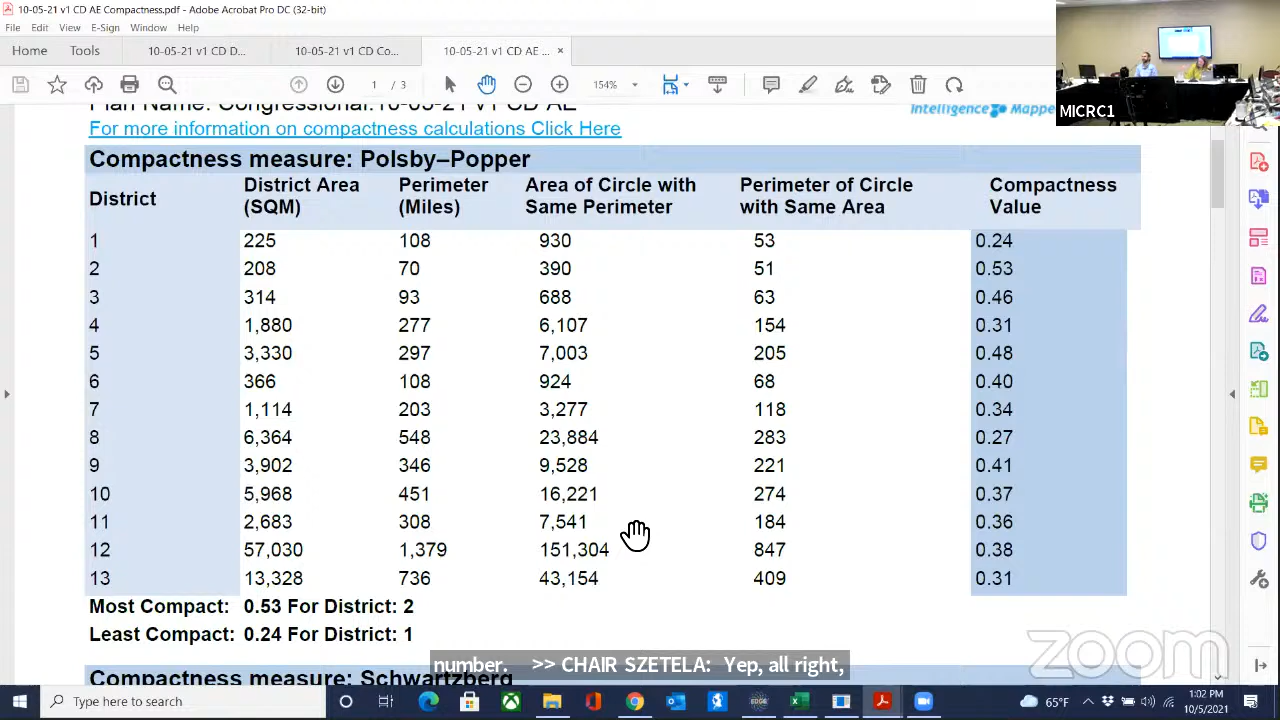 10-05-21 v1 CD AE Compactness.pdf - Adobe Acrobat Pro DC (32-bit)
File Edit View E-Sign Window Help
Home Tools 10-05-21 v1 CD D... 10-05-21 v1 CD Co... 10-05-21 v1 CD AE ... ×
1 / 3 154%
Plan Name: Congressional:10-05-21 v1 CD AE
Intelligence Mappe
For more information on compactness calculations Click Here
MICRC1
Compactness measure: Polsby–Popper
District District Area (SQM) Perimeter (Miles) Area of Circle with Same Perimeter Perimeter of Circle with Same Area Compactness Value
1 225 108 930 53 0.24
2 208 70 390 51 0.53
3 314 93 688 63 0.46
4 1,880 277 6,107 154 0.31
5 3,330 297 7,003 205 0.48
6 366 108 924 68 0.40
7 1,114 203 3,277 118 0.34
8 6,364 548 23,884 283 0.27
9 3,902 346 9,528 221 0.41
10 5,968 451 16,221 274 0.37
11 2,683 308 7,541 184 0.36
12 57,030 1,379 151,304 847 0.38
13 13,328 736 43,154 409 0.31
Most Compact: 0.53 For District: 2
Least Compact: 0.24 For District: 1
number. >> CHAIR SZETELA: Yep, all right,
Compactness measure: Schwartzberg
zoom
Type here to search
65°F
1:02 PM
10/5/2021